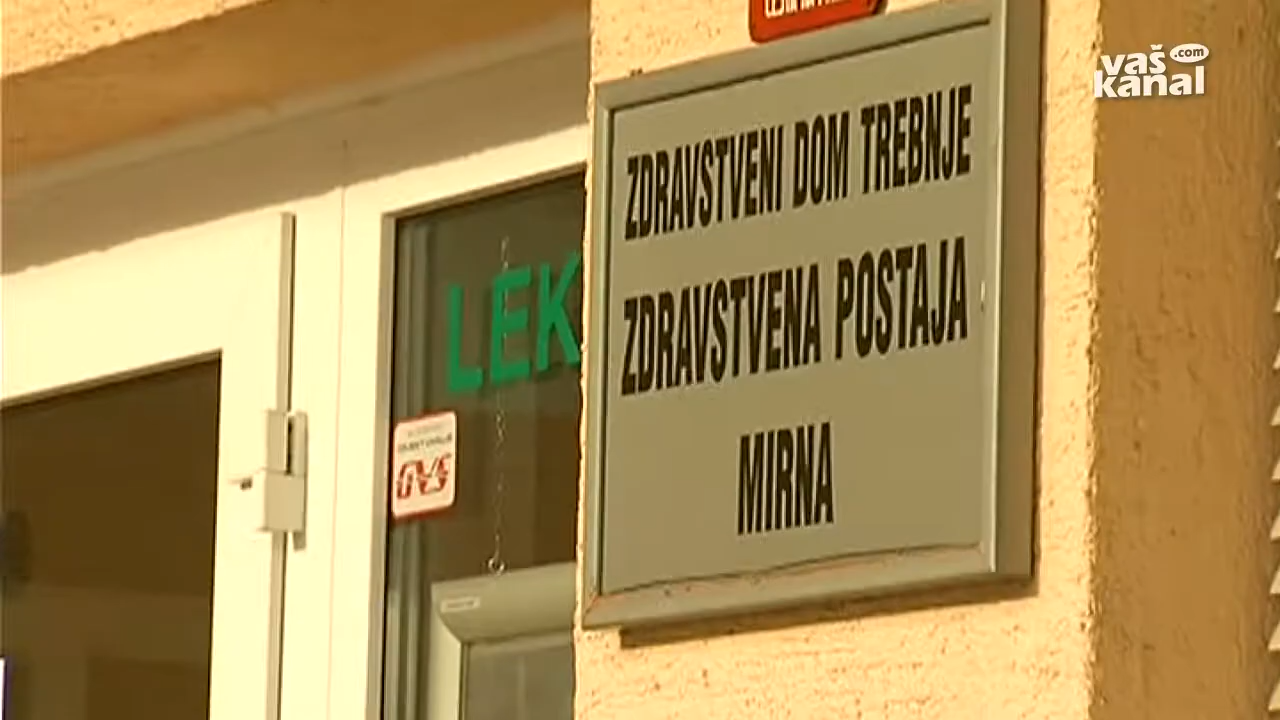 vaš
.com
kanal
ZDRAVSTVENI DOM TREBNJE
ZDRAVSTVENA POSTAJA
MIRNA
LEK